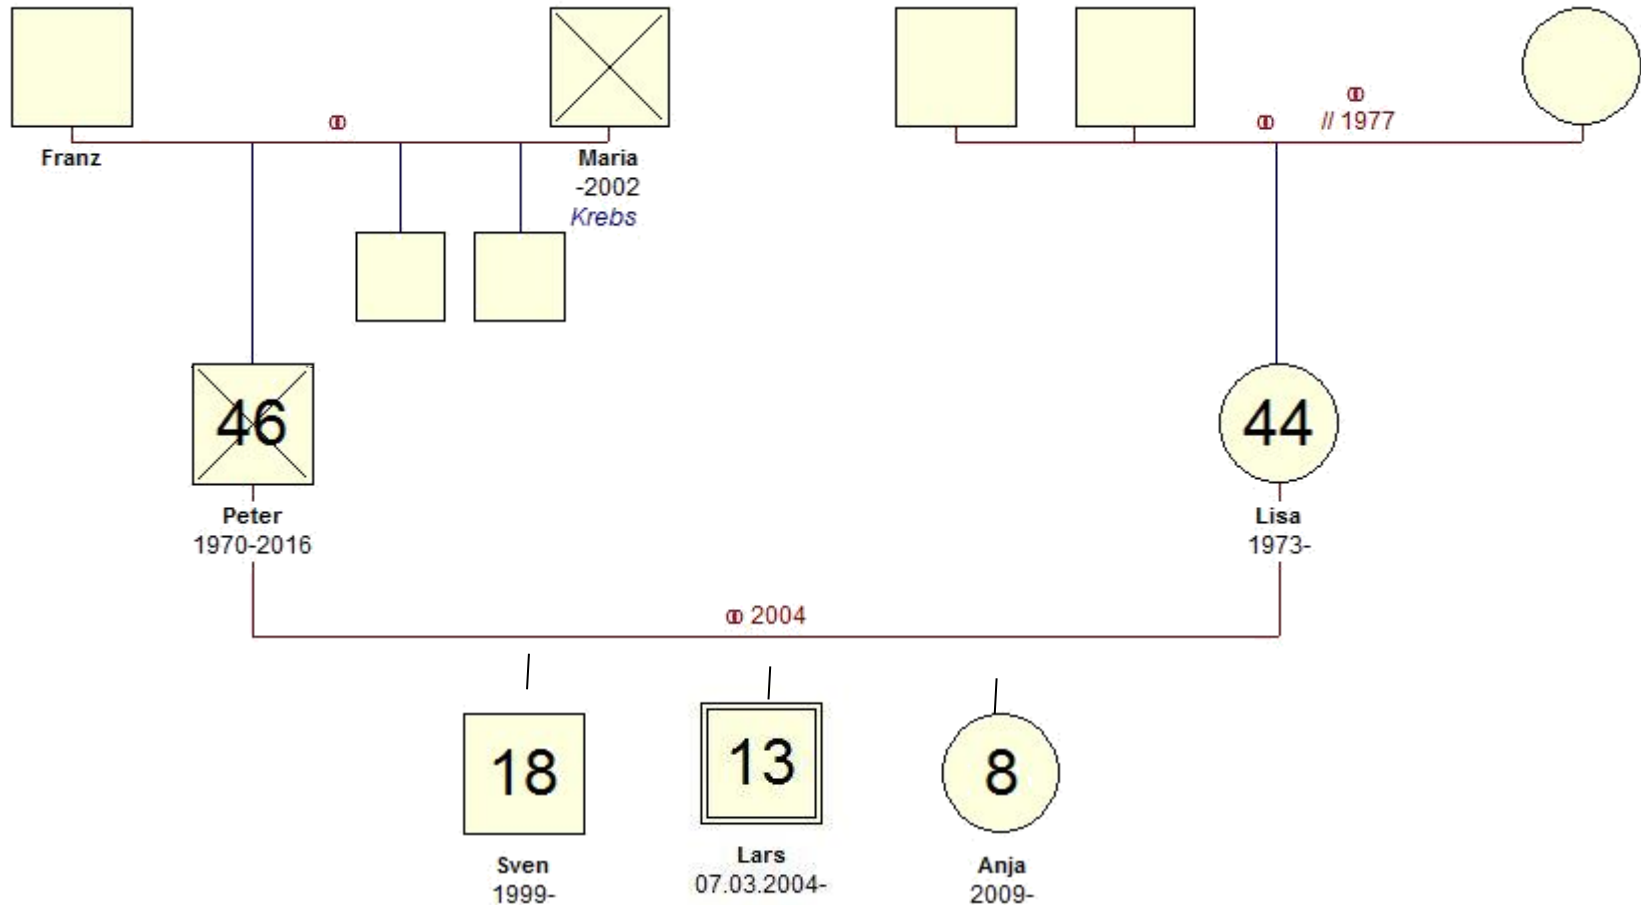 ⚭
// 1977
⚭
⚭
Franz
Maria
-2002
Krebs
46
44
Peter
1970-2016
Lisa
1973-
⚭ 2004
18
13
8
Sven
1999-
Lars
07.03.2004-
Anja
2009-